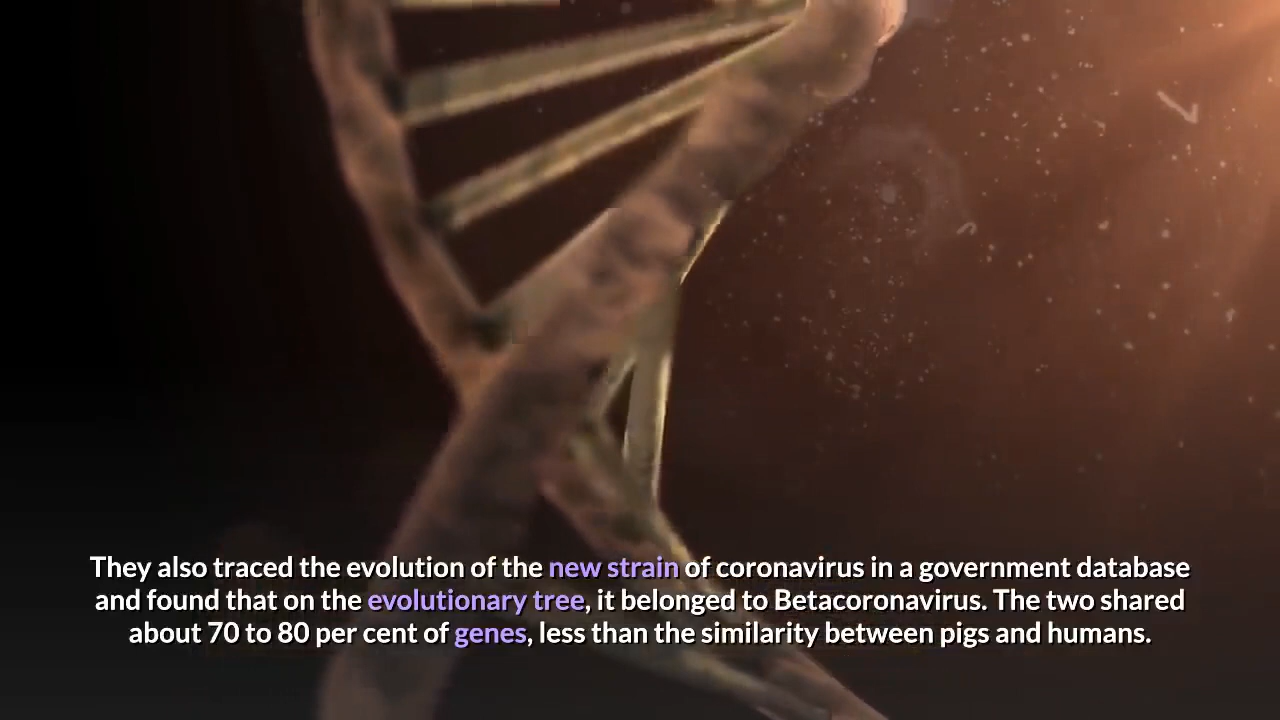 They also traced the evolution of the new strain of coronavirus in a government database
and found that on the evolutionary tree, it belonged to Betacoronavirus. The two shared
about 70 to 80 per cent of genes, less than the similarity between pigs and humans.